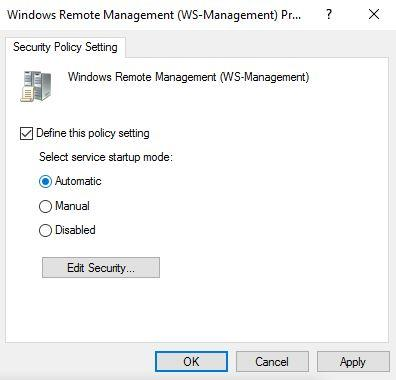 Windows Remote Management (WS-Management) Pr... ? ×
Security Policy Setting
Windows Remote Management (WS-Management)
Define this policy setting
Select service startup mode:
Automatic
Manual
Disabled
Edit Security...
OK Cancel Apply